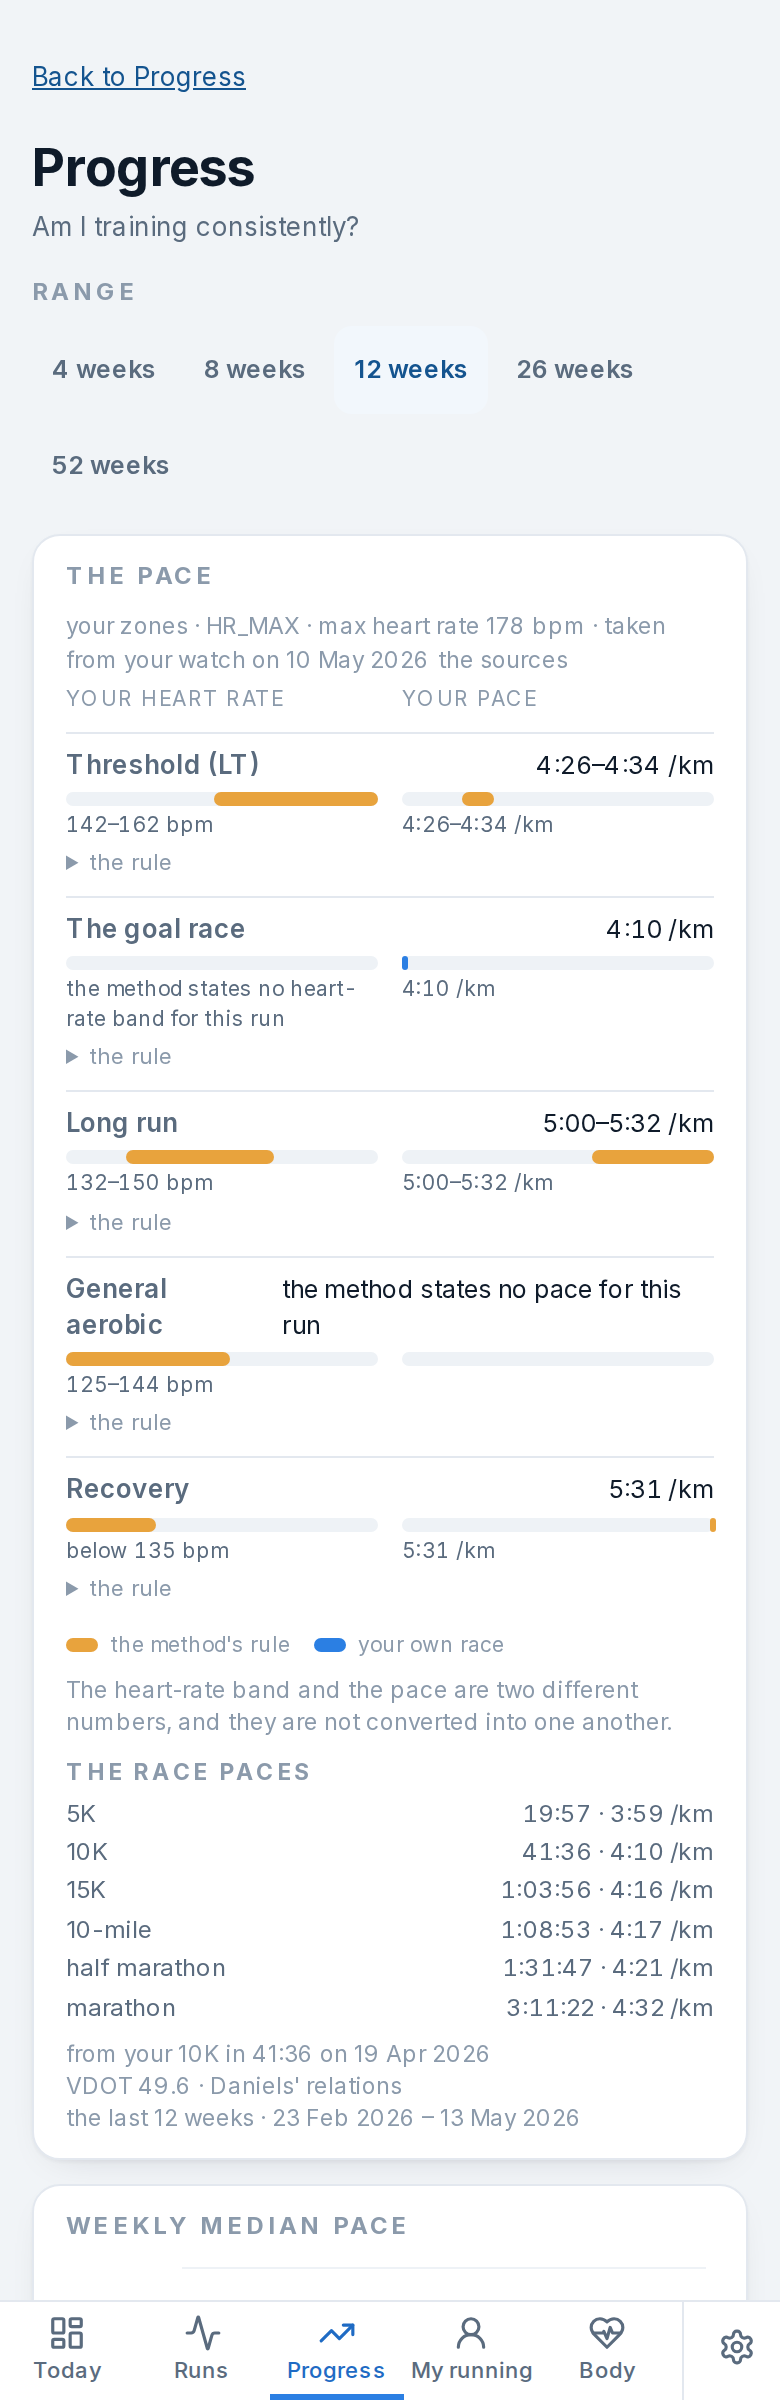 Back to Progress
Progress
Am I training consistently?
RANGE
4 weeks 8 weeks 12 weeks 26 weeks
52 weeks
THE PACE
your zones · HR_MAX · max heart rate 178 bpm · taken
from your watch on 10 May 2026 the sources
YOUR HEART RATE YOUR PACE
Threshold (LT) 4:26–4:34 /km
142–162 bpm 4:26–4:34 /km
▶ the rule
The goal race 4:10 /km
the method states no heart- 4:10 /km
rate band for this run
▶ the rule
Long run 5:00–5:32 /km
132–150 bpm 5:00–5:32 /km
▶ the rule
General the method states no pace for this
aerobic run
125–144 bpm
▶ the rule
Recovery 5:31 /km
below 135 bpm 5:31 /km
▶ the rule
the method's rule your own race
The heart-rate band and the pace are two different
numbers, and they are not converted into one another.
THE RACE PACES
5K 19:57 · 3:59 /km
10K 41:36 · 4:10 /km
15K 1:03:56 · 4:16 /km
10-mile 1:08:53 · 4:17 /km
half marathon 1:31:47 · 4:21 /km
marathon 3:11:22 · 4:32 /km
from your 10K in 41:36 on 19 Apr 2026
VDOT 49.6 · Daniels' relations
the last 12 weeks · 23 Feb 2026 – 13 May 2026
WEEKLY MEDIAN PACE
Today Runs Progress My running Body